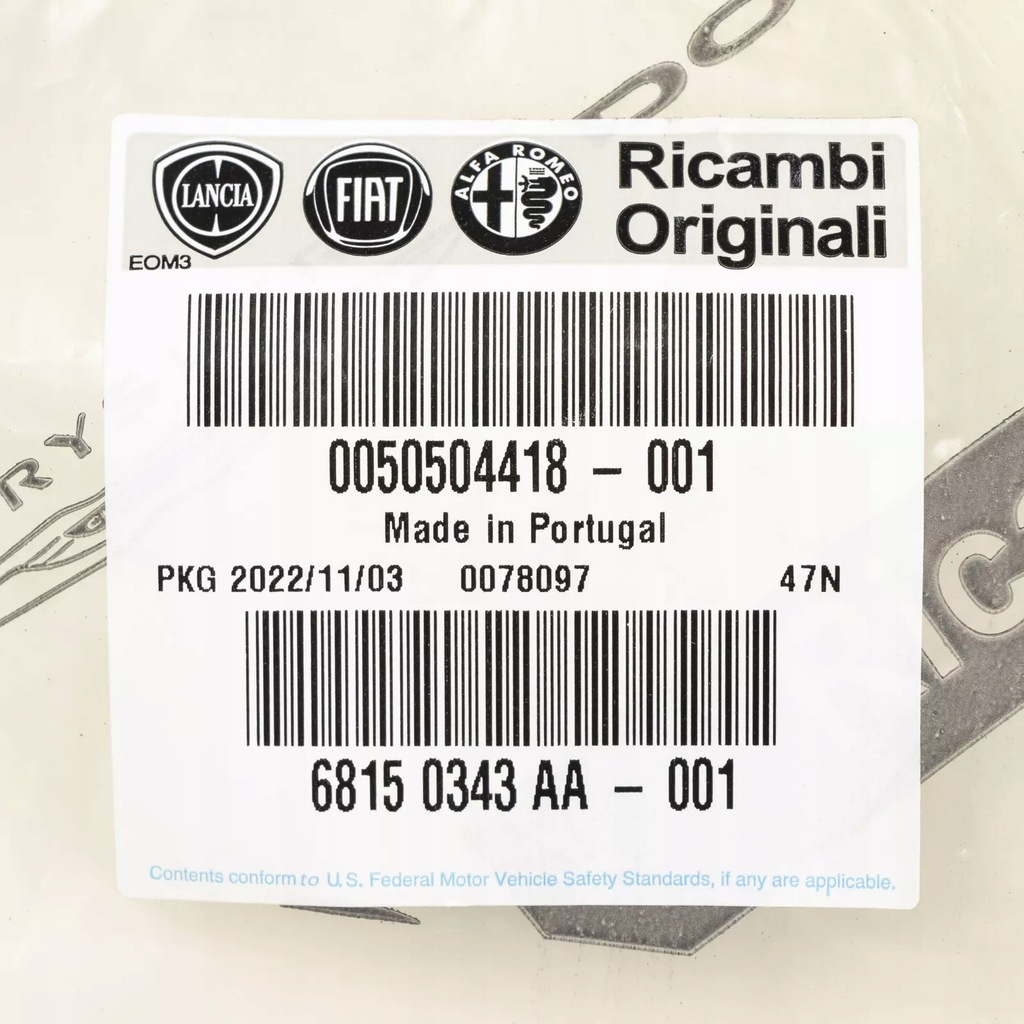 LANCIA
FIAT
ALFA ROMEO
Ricambi
Originali
EOM3
0050504418 - 001
Made in Portugal
PKG 2022/11/03 0078097 47N
6815 0343 AA - 001
Contents conform to U.S. Federal Motor Vehicle Safety Standards, if any are applicable.